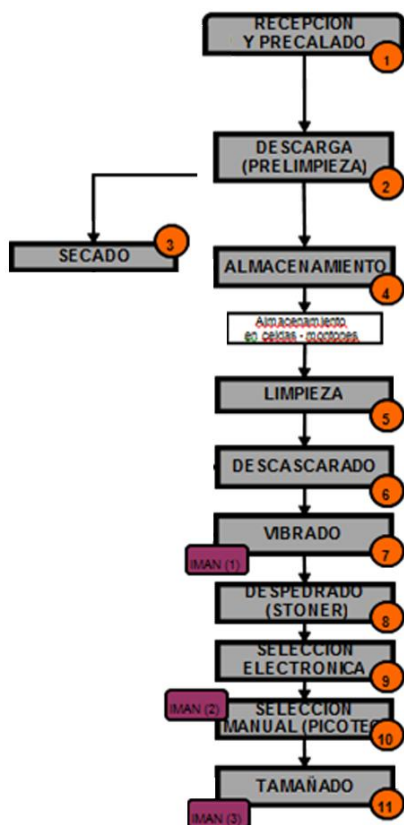 RECEPCION
Y PRECALADO
1
DESCARGA
(PRELIMPIEZA)
2
SECADO
3
ALMACENAMIENTO
4
Almacenamiento
en celdas - montones
LIMPIEZA
5
DESCASCARADO
6
VIBRADO
7
IMAN (1)
DESPEDRADO
(STONER)
8
SELECCION
ELECTRONICA
9
IMAN (2)
SELECCION
MANUAL (PICOTEO
10
TAMAÑADO
11
IMAN (3)